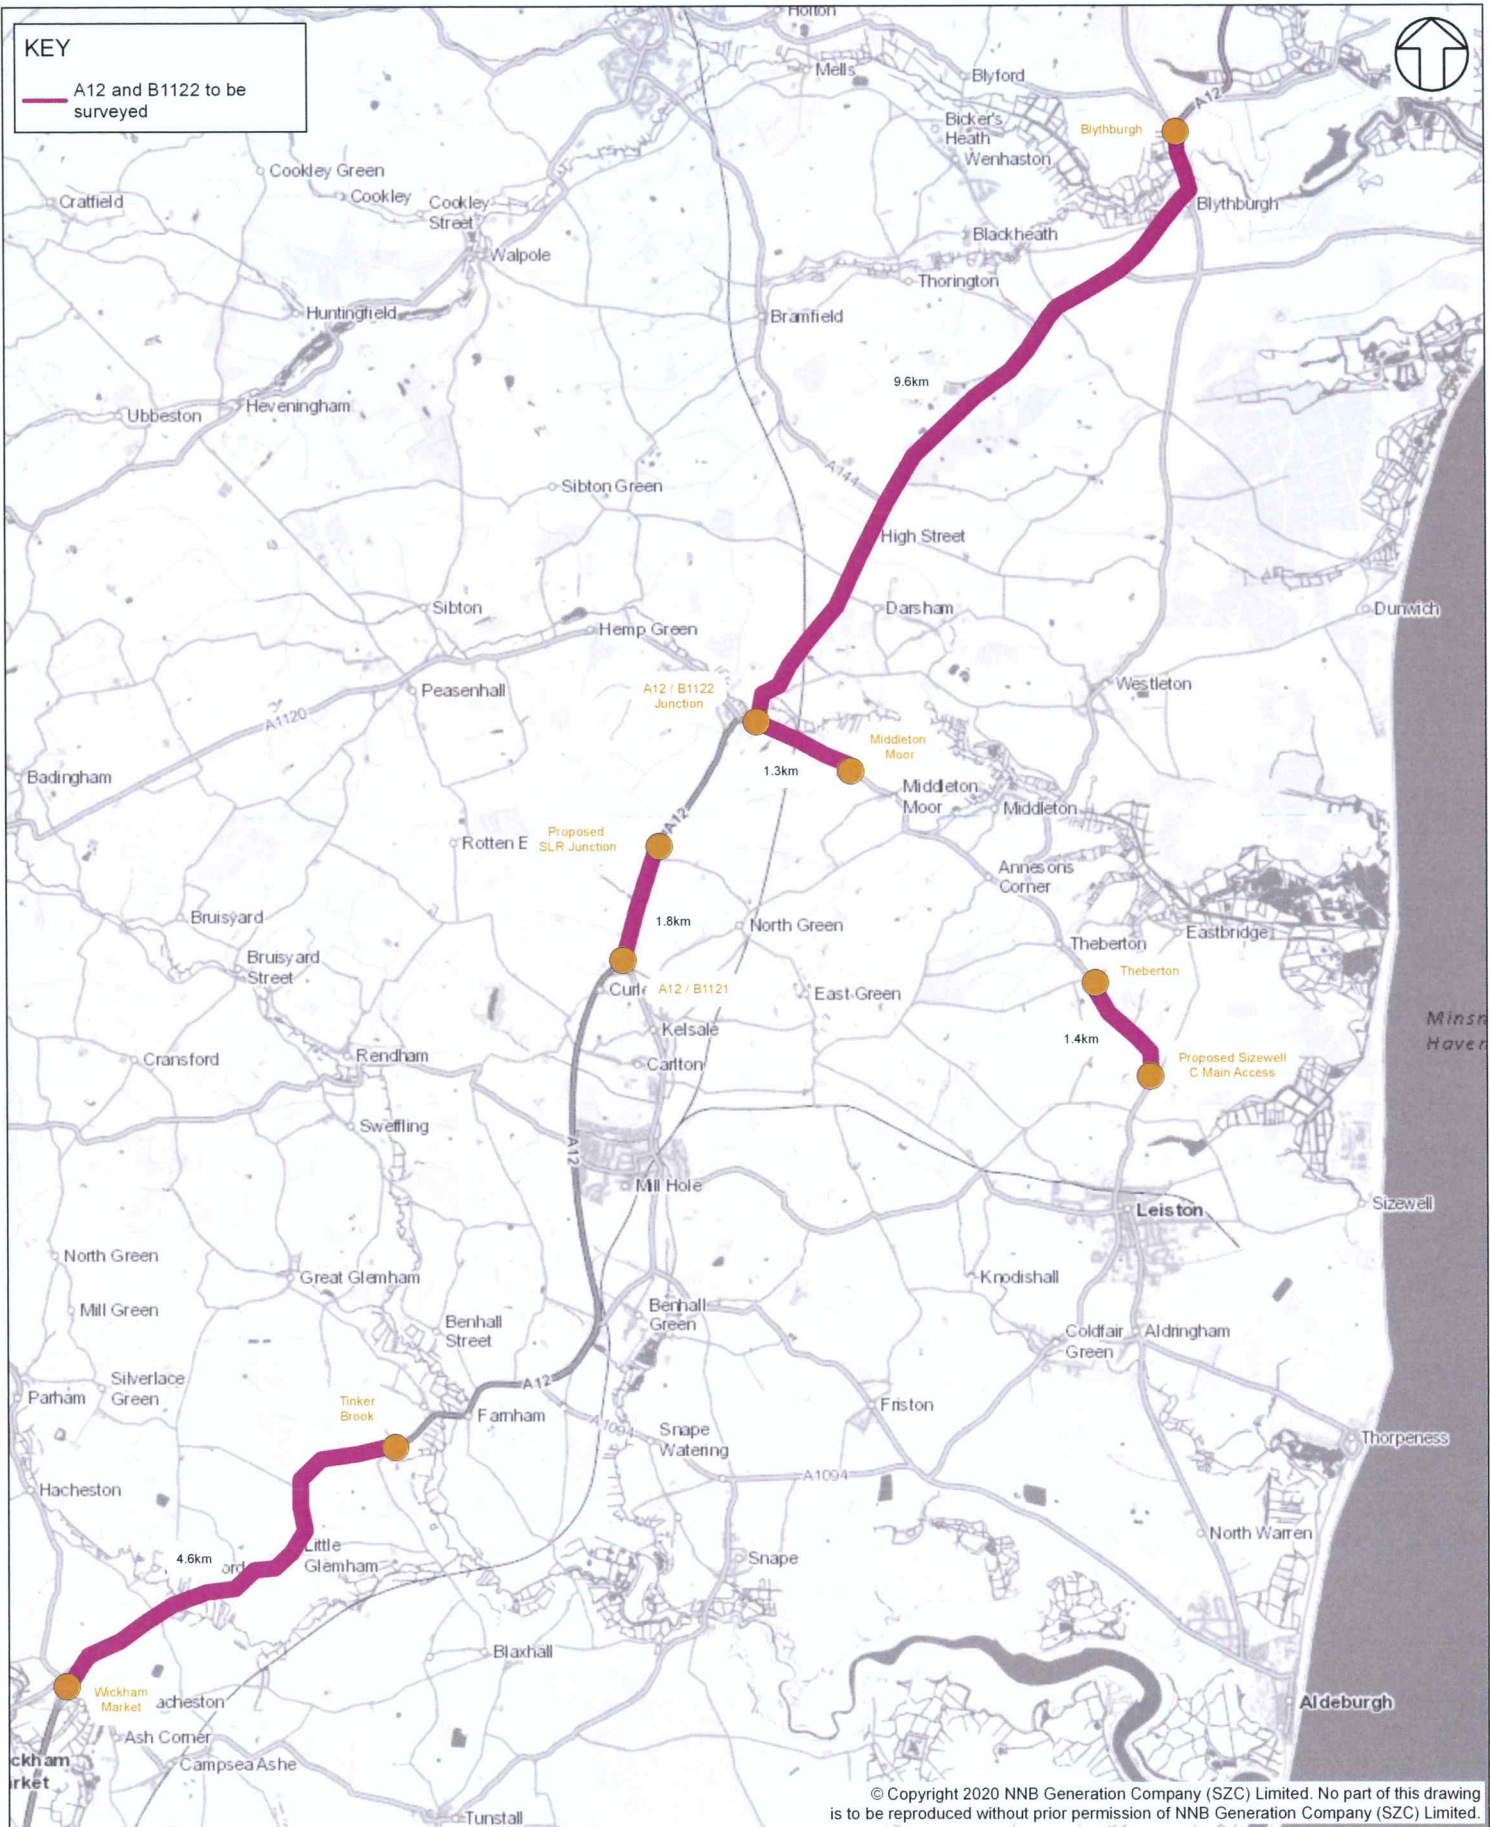 KEY
A12 and B1122 to be
surveyed
Holton
Mells
Blyford
A12
Bicker's
Heath
Blythburgh
Wenhaston
Cookley Green
Cookley
Cookley
Street
Cratfield
Blythburgh
Blackheath
Walpole
Thorington
Huntingfield
Bramfield
9.6km
Heveningham
Ubbeston
A144
Sibton Green
High Street
Sibton
Darsham
Dunwich
Hemp Green
A12 / B1122
Junction
Peasenhall
Westleton
A1120
Middleton
Moor
1.3km
Badingham
Middleton
Moor
Middleton
A12
Proposed
SLR Junction
Rotten E
Annesons
Corner
Bruisyard
1.8km
North Green
Eastbridge
Theberton
Bruisyard
Street
Theberton
A12 / B1121
East Green
Minsm
Haven
Kelsale
1.4km
Cransford
Rendham
Carlton
Proposed Sizewell
C Main Access
Sweffling
A12
Mill Hole
Sizewell
Leiston
North Green
Great Glemham
Knodishall
Mill Green
Benhall
Green
Benhall
Street
Coldfair
Green
Aldringham
Silverlace
Green
A12
Parham
Tinker
Brook
Farnham
Friston
A1094
Snape
Watering
Thorpeness
A1094
Hacheston
North Warren
Little
Glemham
4.6km
ord
Snape
Blaxhall
Wickham
Market
acheston
Aldeburgh
Ash Corner
ckham
rket
Campsea Ashe
© Copyright 2020 NNB Generation Company (SZC) Limited. No part of this drawing
is to be reproduced without prior permission of NNB Generation Company (SZC) Limited.
Tunstall